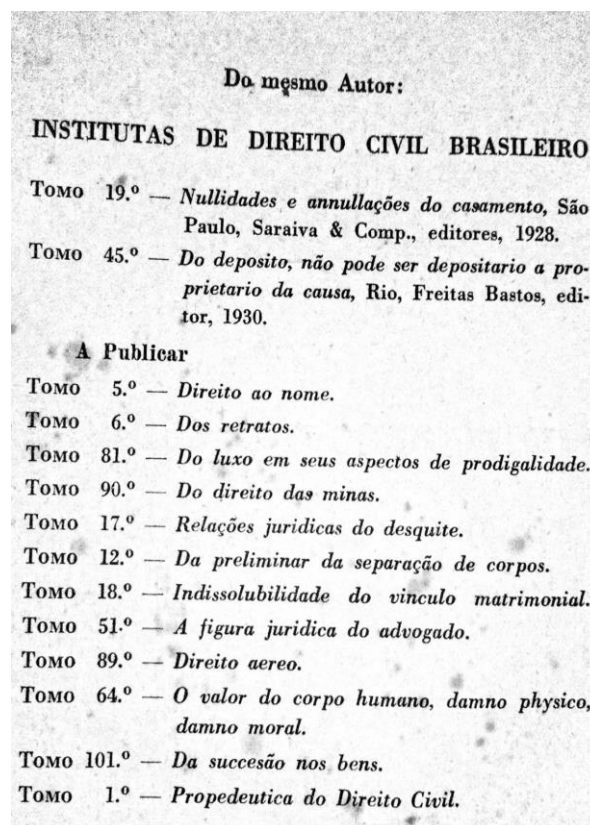 Do mesmo Autor:
INSTITUTAS DE DIREITO CIVIL BRASILEIRO
TOMO 19.º — Nullidades e annullações do casamento, São
Paulo, Saraiva & Comp., editores, 1928.
TOMO 45.º — Do deposito, não pode ser depositario a pro-
prietario da causa, Rio, Freitas Bastos, edi-
tor, 1930.
A Publicar
TOMO 5.º — Direito ao nome.
TOMO 6.º — Dos retratos.
TOMO 81.º — Do luxo em seus aspectos de prodigalidade.
TOMO 90.º — Do direito das minas.
TOMO 17.º — Relações juridicas do desquite.
TOMO 12.º — Da preliminar da separação de corpos.
TOMO 18.º — Indissolubilidade do vinculo matrimonial.
TOMO 51.º — A figura juridica do advogado.
TOMO 89.º — Direito aereo.
TOMO 64.º — O valor do corpo humano, damno physico,
damno moral.
TOMO 101.º — Da succesão nos bens.
TOMO 1.º — Propedeutica do Direito Civil.